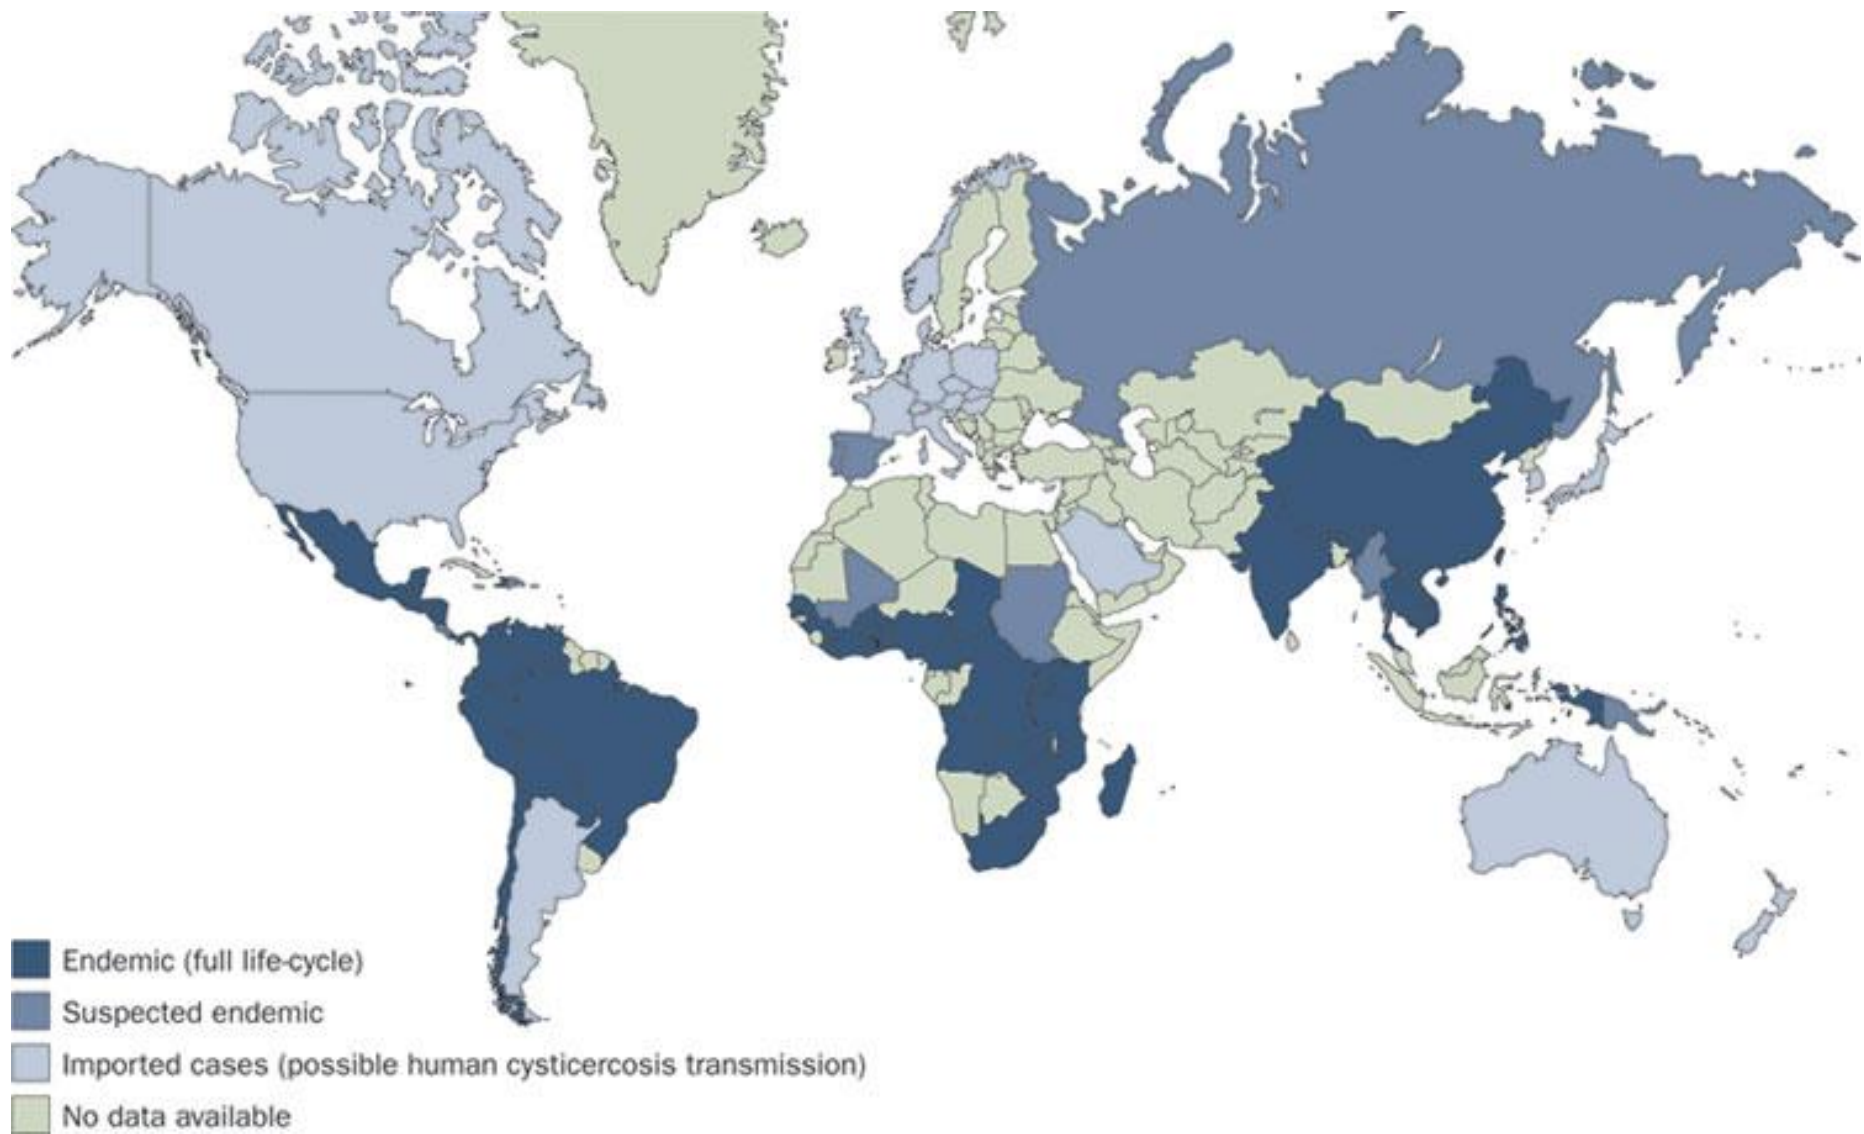 Endemic (full life-cycle)
Suspected endemic
Imported cases (possible human cysticercosis transmission)
No data available